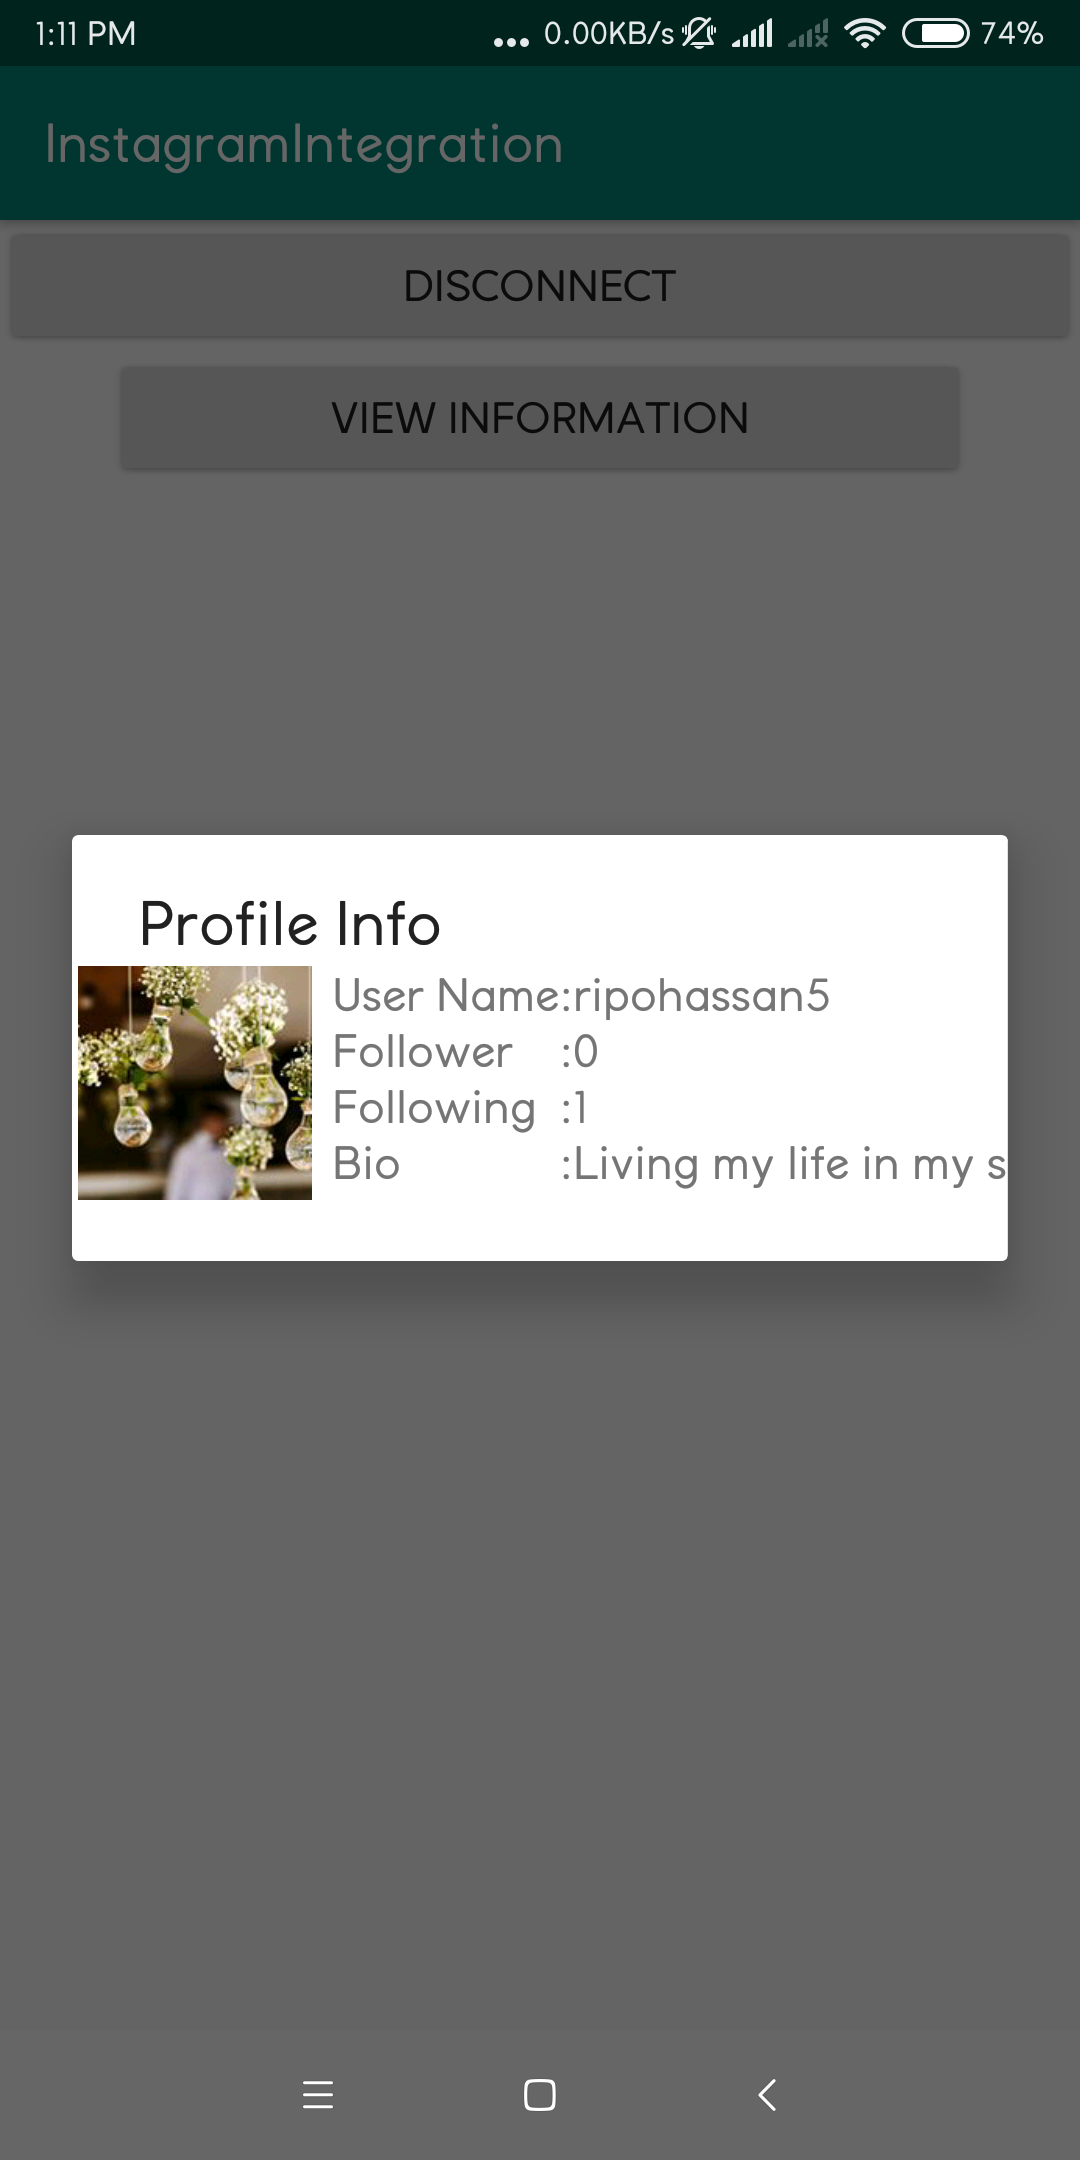 1:11 PM ... 0.00KB/s 74%
InstagramIntegration
DISCONNECT
VIEW INFORMATION
Profile Info
User Name:ripohassan5
Follower :0
Following :1
Bio :Living my life in my s